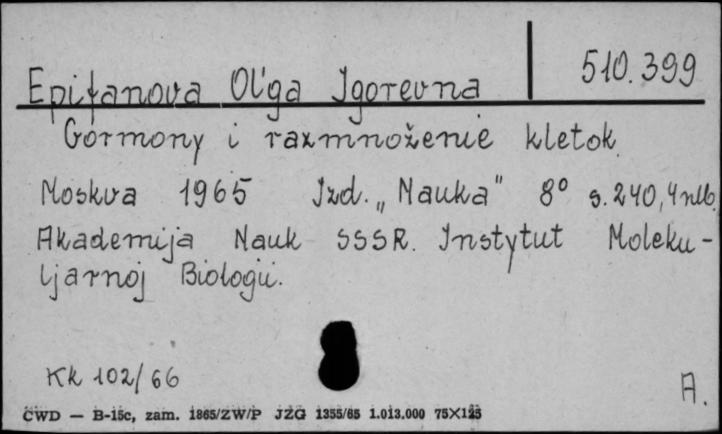 510.399
Epifanova Ol'ga Igorevna
Gormony i razmnoženie kletok.
Moskva 1965 Izd. „Nauka" 8° s. 240, 4 nlb.
Akademija Nauk SSSR. Instytut Moleku-
ljarnoj Biologii.
Kk 102/66
A.
CWD — B-15c, zam. 1865/ZW/P JZG 1355/65 1.013.000 75×125